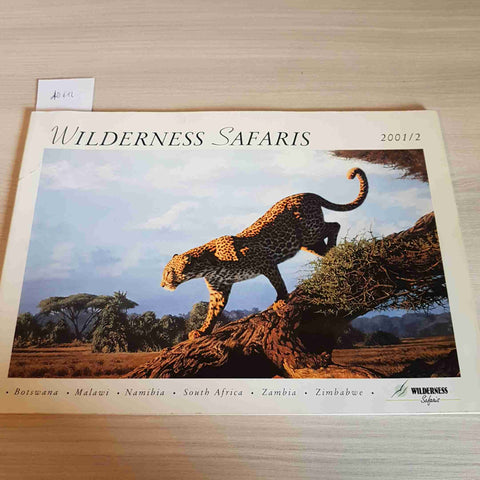 WILDERNESS SAFARIS
2001/2
• Botswana • Malawi • Namibia • South Africa • Zambia • Zimbabwe •
WILDERNESS
Safaris